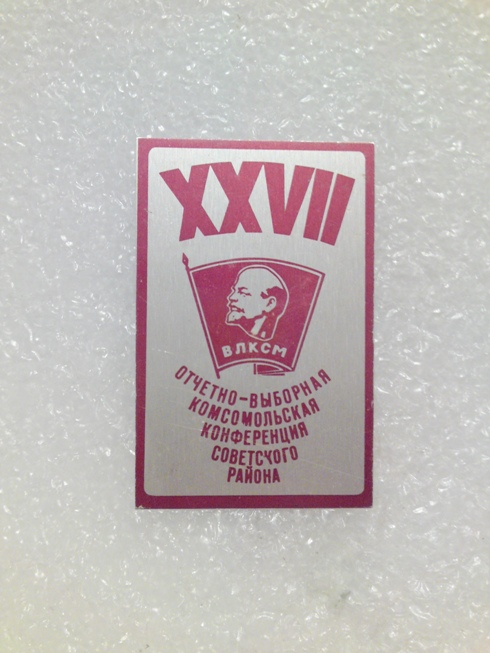 XXVII
ВЛКСМ
ОТЧЕТНО-ВЫБОРНАЯ
КОМСОМОЛЬСКАЯ
КОНФЕРЕНЦИЯ
СОВЕТСКОГО
РАЙОНА